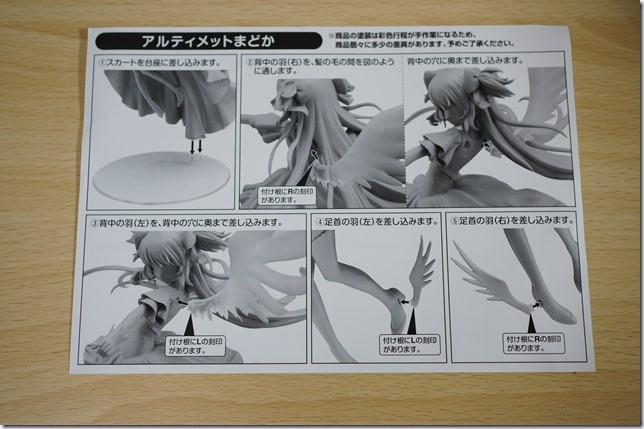 アルティメットまどか
※商品の塗装は彩色行程が手作業になるため、
商品個々に多少の差異があります。予めご了承ください。
①スカートを台座に差し込みます。
②背中の羽(右)を、髪の毛の間を図のよう
に通します。
付け根にRの刻印
があります。
背中の穴に奥まで差し込みます。
③背中の羽(左)を、背中の穴に奥まで差し込みます。
付け根にLの刻印
があります。
④足首の羽(左)を差し込みます。
付け根にLの刻印
があります。
⑤足首の羽(右)を差し込みます。
付け根にRの刻印
があります。